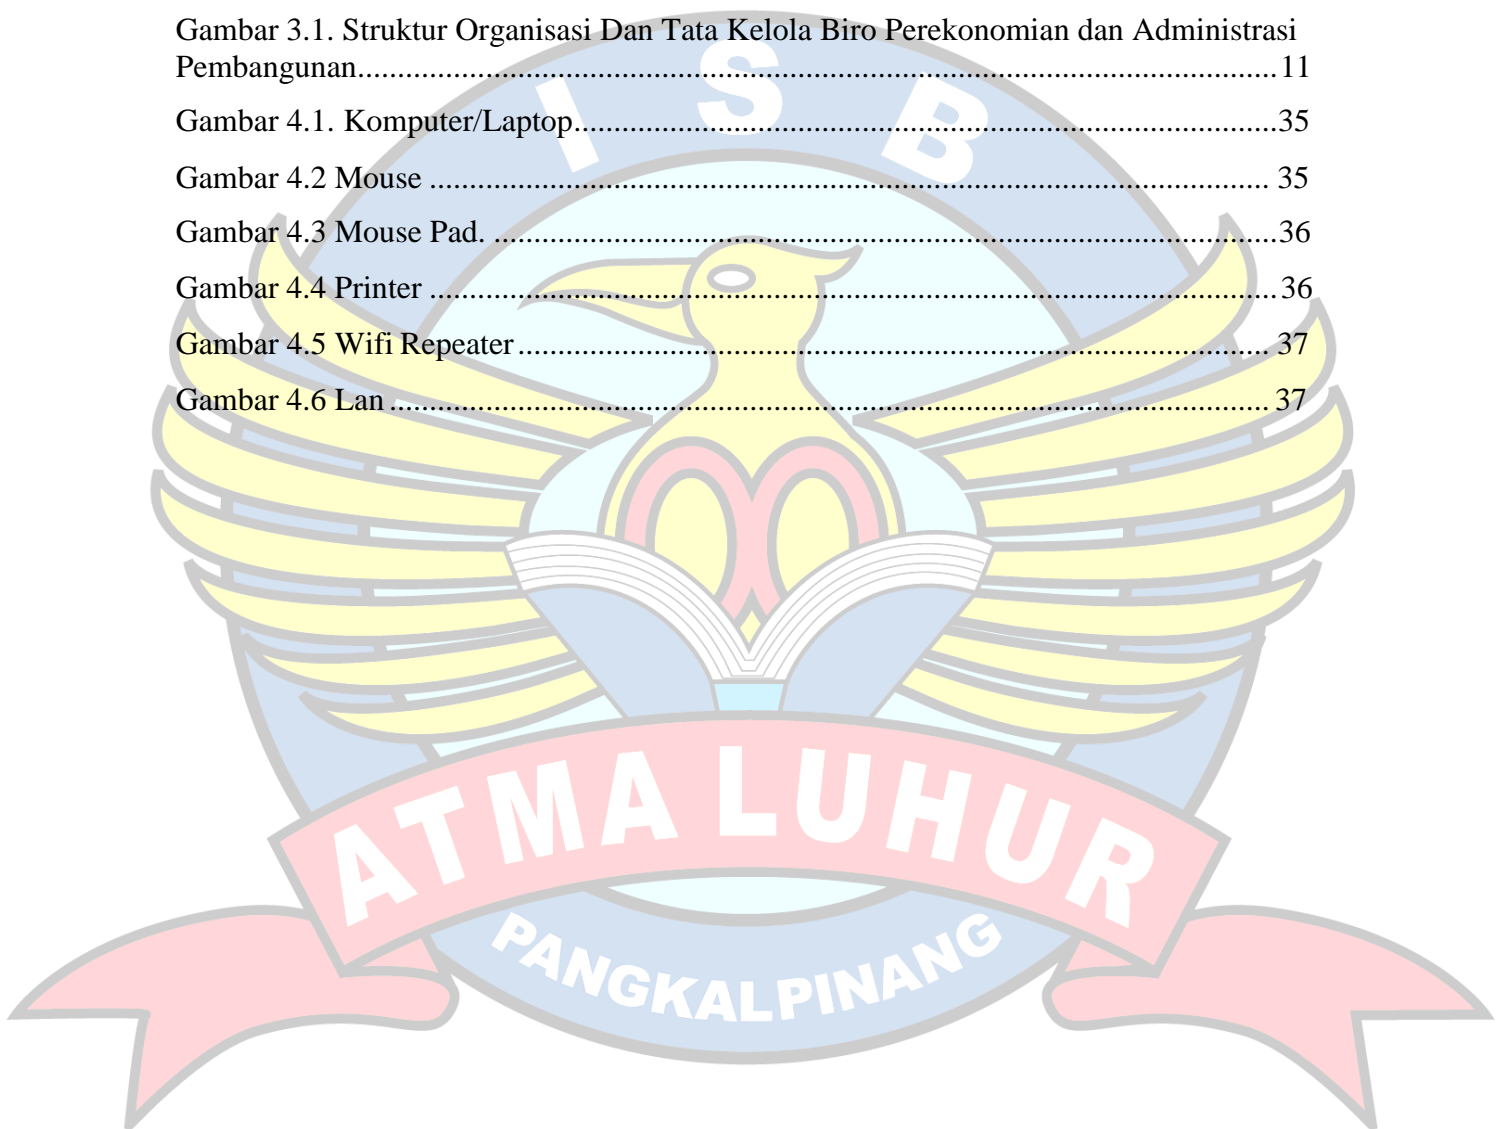 Gambar 3.1. Struktur Organisasi Dan Tata Kelola Biro Perekonomian dan Administrasi
Pembangunan...................................................................................................................11
Gambar 4.1. Komputer/Laptop........................................................................................35
Gambar 4.2 Mouse ......................................................................................................... 35
Gambar 4.3 Mouse Pad. ..................................................................................................36
Gambar 4.4 Printer ..........................................................................................................36
Gambar 4.5 Wifi Repeater .............................................................................................. 37
Gambar 4.6 Lan .............................................................................................................. 37
I S B
ATMA LUHUR
PANGKALPINANG